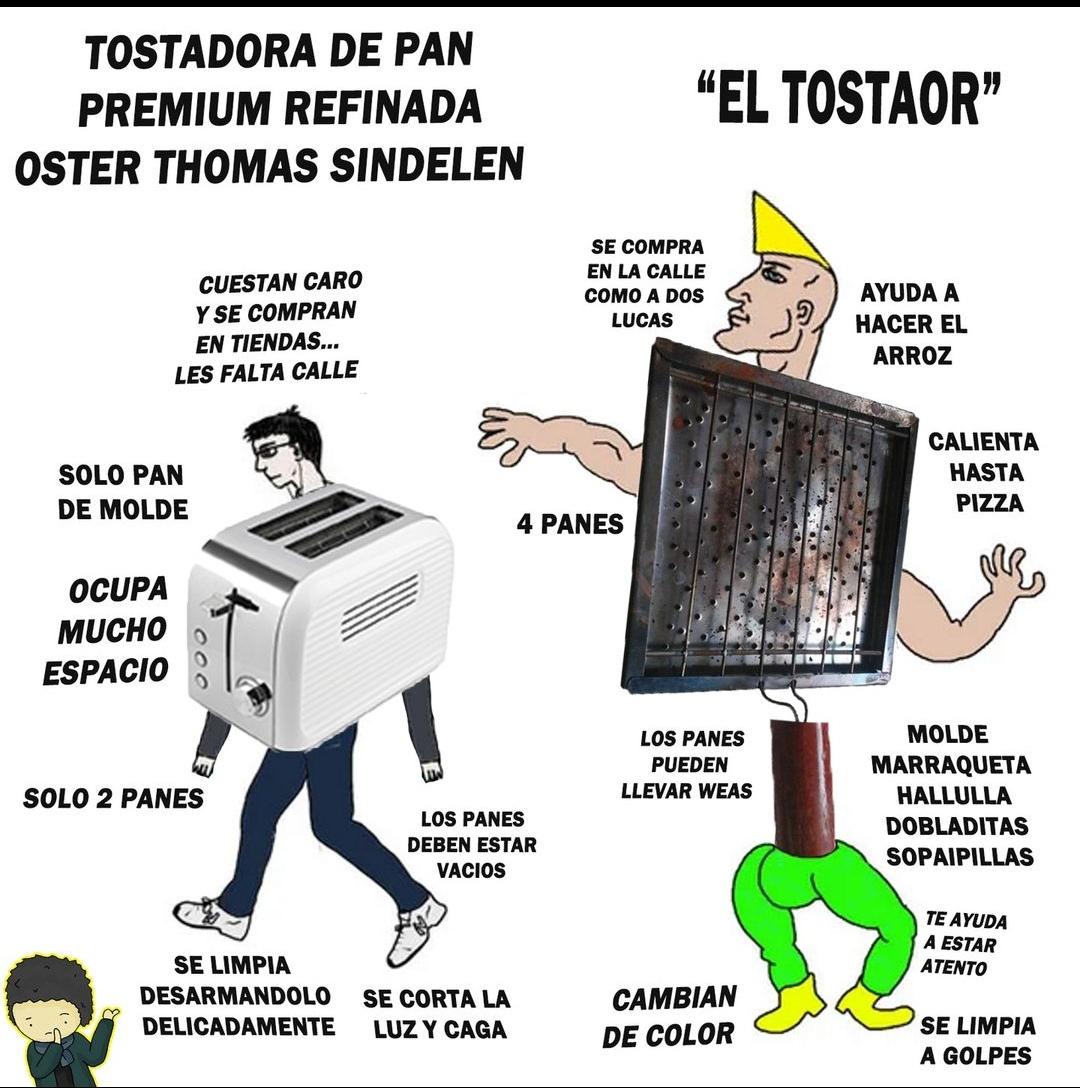 TOSTADORA DE PAN
PREMIUM REFINADA
OSTER THOMAS SINDELEN
CUESTAN CARO
Y SE COMPRAN
EN TIENDAS...
LES FALTA CALLE
SOLO PAN
DE MOLDE
OCUPA
MUCHO
ESPACIO
SOLO 2 PANES
LOS PANES
DEBEN ESTAR
VACIOS
SE LIMPIA
DESARMANDOLO
DELICADAMENTE
SE CORTA LA
LUZ Y CAGA
“EL TOSTAOR”
SE COMPRA
EN LA CALLE
COMO A DOS
LUCAS
AYUDA A
HACER EL
ARROZ
CALIENTA
HASTA
PIZZA
4 PANES
LOS PANES
PUEDEN
LLEVAR WEAS
MOLDE
MARRAQUETA
HALLULLA
DOBLADITAS
SOPAIPILLAS
TE AYUDA
A ESTAR
ATENTO
CAMBIAN
DE COLOR
SE LIMPIA
A GOLPES